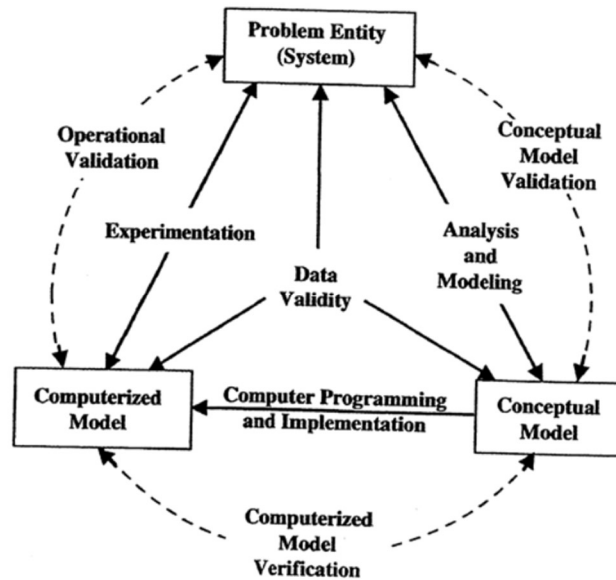 Problem Entity
(System)
Operational
Validation
Conceptual
Model
Validation
Experimentation
Analysis
and
Modeling
Data
Validity
Computerized
Model
Computer Programming
and Implementation
Conceptual
Model
Computerized
Model
Verification